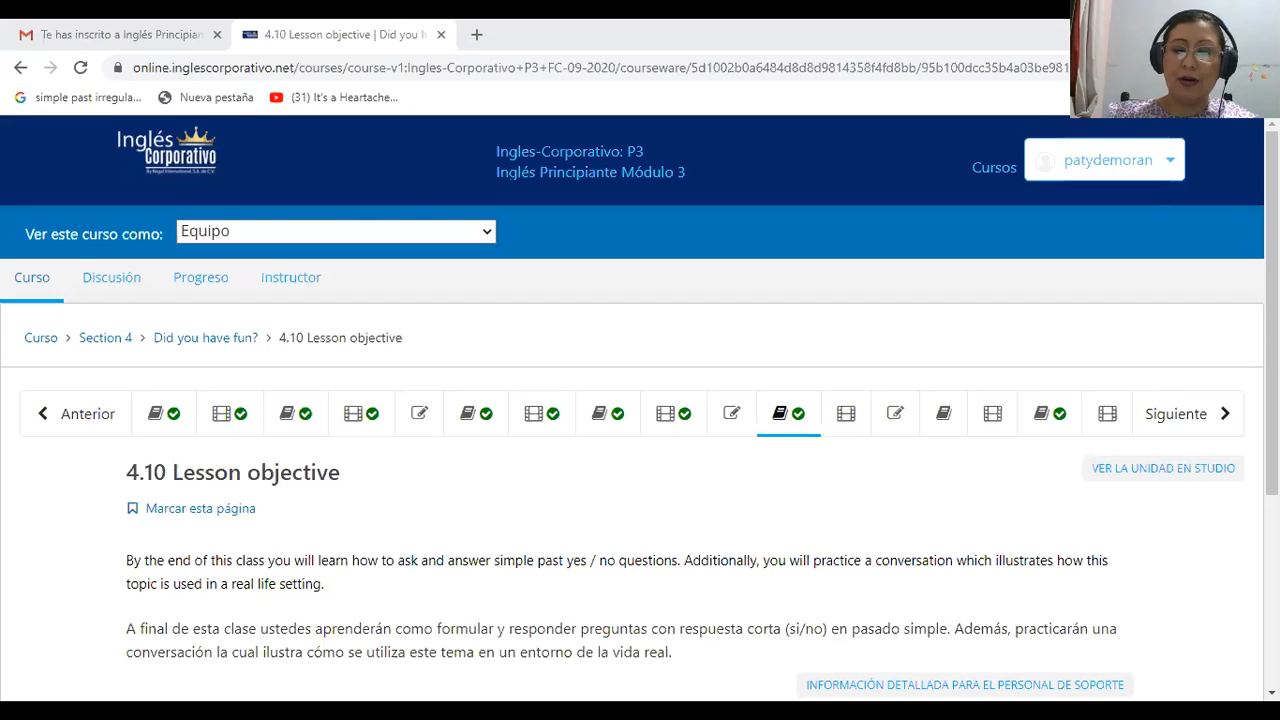 Te has inscrito a Inglés Principian
4.10 Lesson objective | Did you h
online.inglescorporativo.net/courses/course-v1:Ingles-Corporativo+P3+FC-09-2020/courseware/5d1002b0a6484d8d8d9814358f4fd8bb/95b100dcc35b4a03be981
simple past irregula...
Nueva pestaña
(31) It's a Heartache...
Inglés
Corporativo
By Regal International, S.A. de C.V.
Ingles-Corporativo: P3
Inglés Principiante Módulo 3
Cursos
patydemoran
Ver este curso como:
Equipo
Curso
Discusión
Progreso
Instructor
Curso > Section 4 > Did you have fun? > 4.10 Lesson objective
Anterior
Siguiente
4.10 Lesson objective
VER LA UNIDAD EN STUDIO
Marcar esta página
By the end of this class you will learn how to ask and answer simple past yes / no questions. Additionally, you will practice a conversation which illustrates how this
topic is used in a real life setting.
A final de esta clase ustedes aprenderán como formular y responder preguntas con respuesta corta (si/no) en pasado simple. Además, practicarán una
conversación la cual ilustra cómo se utiliza este tema en un entorno de la vida real.
INFORMACIÓN DETALLADA PARA EL PERSONAL DE SOPORTE